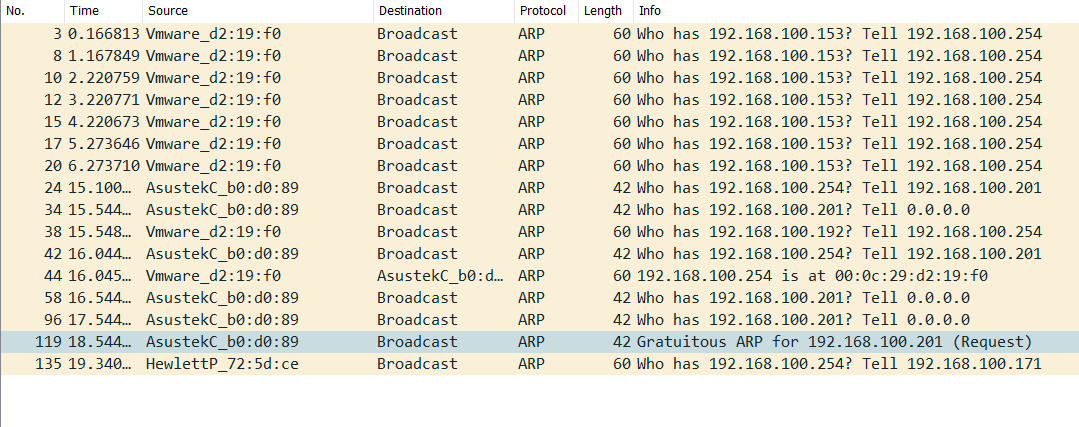 No. Time Source Destination Protocol Length Info
3 0.166813 Vmware_d2:19:f0 Broadcast ARP 60 Who has 192.168.100.153? Tell 192.168.100.254
8 1.167849 Vmware_d2:19:f0 Broadcast ARP 60 Who has 192.168.100.153? Tell 192.168.100.254
10 2.220759 Vmware_d2:19:f0 Broadcast ARP 60 Who has 192.168.100.153? Tell 192.168.100.254
12 3.220771 Vmware_d2:19:f0 Broadcast ARP 60 Who has 192.168.100.153? Tell 192.168.100.254
15 4.220673 Vmware_d2:19:f0 Broadcast ARP 60 Who has 192.168.100.153? Tell 192.168.100.254
17 5.273646 Vmware_d2:19:f0 Broadcast ARP 60 Who has 192.168.100.153? Tell 192.168.100.254
20 6.273710 Vmware_d2:19:f0 Broadcast ARP 60 Who has 192.168.100.153? Tell 192.168.100.254
24 15.100… AsustekC_b0:d0:89 Broadcast ARP 42 Who has 192.168.100.254? Tell 192.168.100.201
34 15.544… AsustekC_b0:d0:89 Broadcast ARP 42 Who has 192.168.100.201? Tell 0.0.0.0
38 15.548… Vmware_d2:19:f0 Broadcast ARP 60 Who has 192.168.100.192? Tell 192.168.100.254
42 16.044… AsustekC_b0:d0:89 Broadcast ARP 42 Who has 192.168.100.254? Tell 192.168.100.201
44 16.045… Vmware_d2:19:f0 AsustekC_b0:d… ARP 60 192.168.100.254 is at 00:0c:29:d2:19:f0
58 16.544… AsustekC_b0:d0:89 Broadcast ARP 42 Who has 192.168.100.201? Tell 0.0.0.0
96 17.544… AsustekC_b0:d0:89 Broadcast ARP 42 Who has 192.168.100.201? Tell 0.0.0.0
119 18.544… AsustekC_b0:d0:89 Broadcast ARP 42 Gratuitous ARP for 192.168.100.201 (Request)
135 19.340… HewlettP_72:5d:ce Broadcast ARP 60 Who has 192.168.100.254? Tell 192.168.100.171